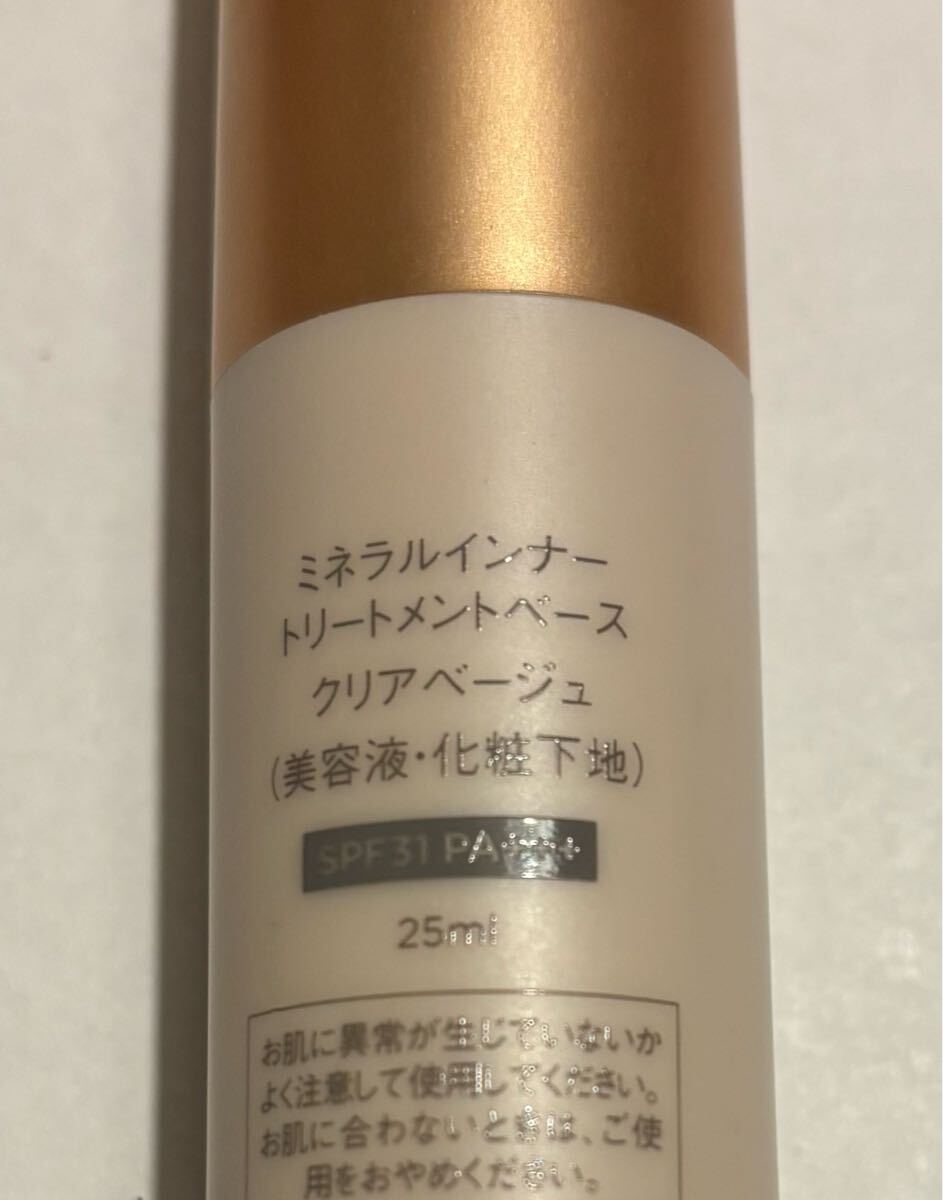 ミネラルインナー
トリートメントベース
クリアベージュ
(美容液・化粧下地)
SPF31 PA+++
25ml
お肌に異常が生じていないか
よく注意して使用してください。
お肌に合わないときは、ご使
用をおやめください。